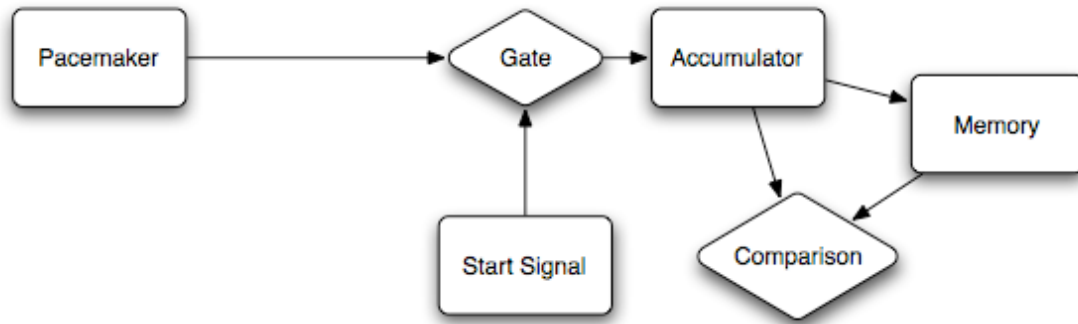 Pacemaker
Gate
Accumulator
Memory
Start Signal
Comparison